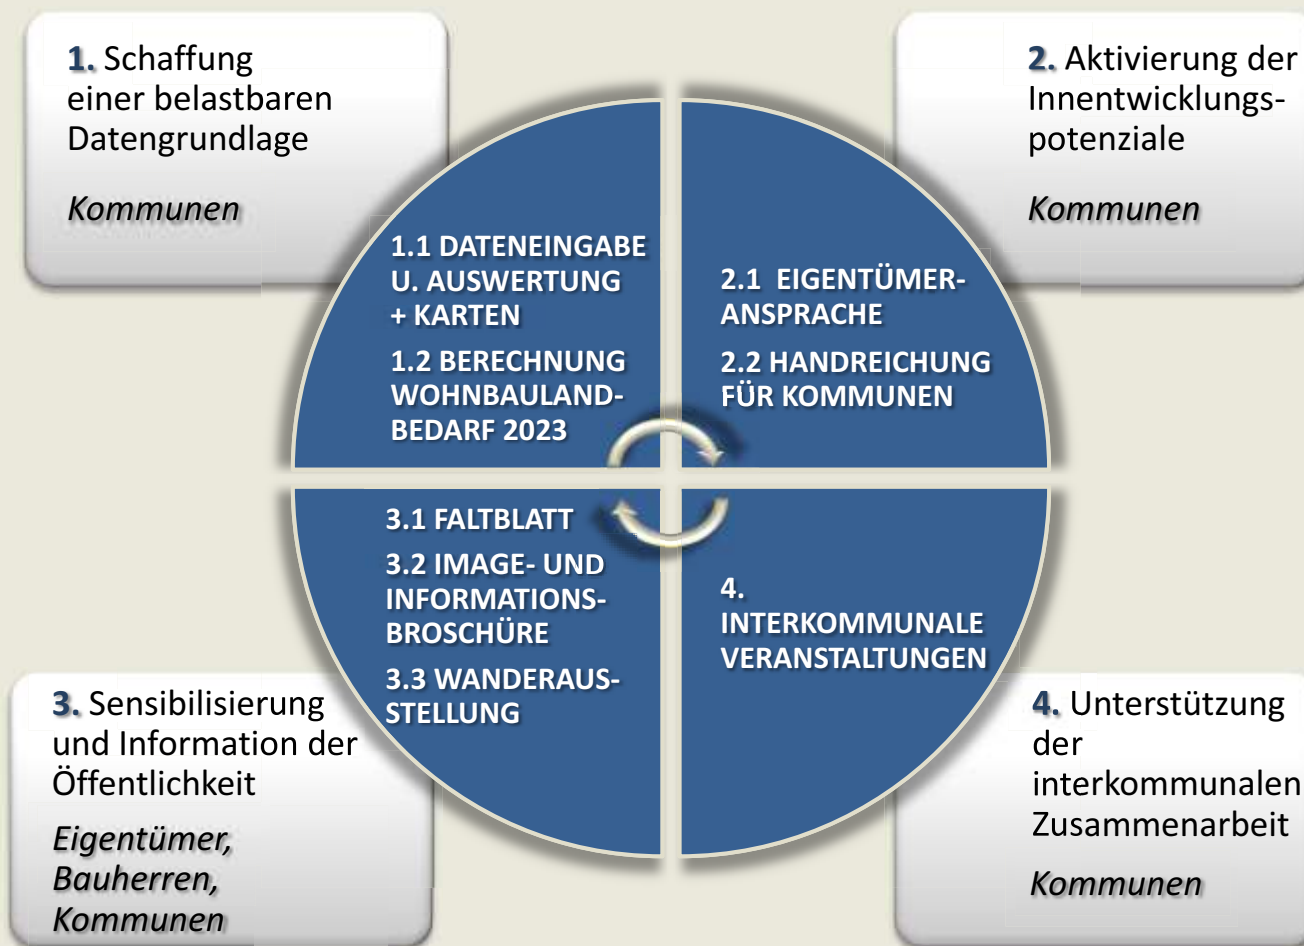 1. Schaffung
einer belastbaren
Datengrundlage
Kommunen
2. Aktivierung der
Innentwicklungs-
potenziale
Kommunen
1.1 DATENEINGABE
U. AUSWERTUNG
+ KARTEN
1.2 BERECHNUNG
WOHNBAULAND-
BEDARF 2023
2.1 EIGENTÜMER-
ANSPRACHE
2.2 HANDREICHUNG
FÜR KOMMUNEN
3.1 FALTBLATT
3.2 IMAGE- UND
INFORMATIONS-
BROSCHÜRE
3.3 WANDERAUS-
STELLUNG
4.
INTERKOMMUNALE
VERANSTALTUNGEN
3. Sensibilisierung
und Information der
Öffentlichkeit
Eigentümer,
Bauherren,
Kommunen
4. Unterstützung
der
interkommunalen
Zusammenarbeit
Kommunen